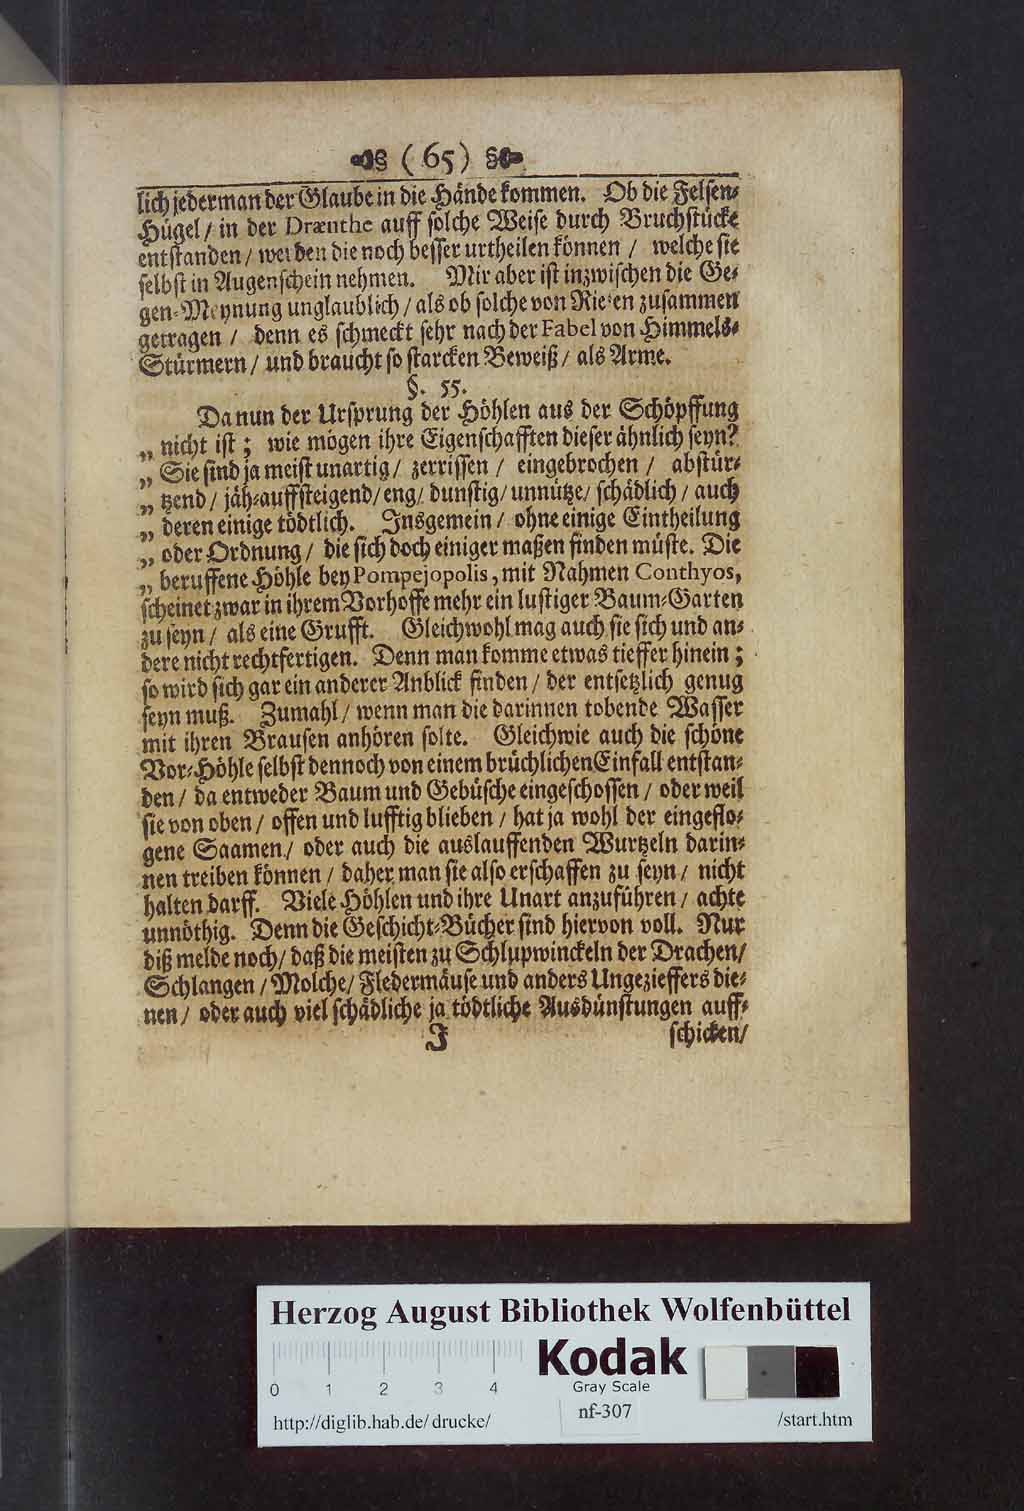 (65)
lich jederman der Glaube in die Hände kommen. Ob die Felsen-
Hügel / in der Drænthe auff solche Weise durch Bruchstücke
entstanden / werden die noch besser urtheilen können / welche sie
selbst in Augenschein nehmen. Mir aber ist inzwischen die Ge-
gen-Meynung unglaublich / als ob solche von Riesen zusammen
getragen / denn es schmeckt sehr nach der Fabel von Himmels-
Stürmern / und braucht so starcken Beweiß / als Arme.
§. 55.
Da nun der Ursprung der Höhlen aus der Schöpffung
„ nicht ist; wie mögen ihre Eigenschafften dieser ähnlich seyn?
„ Sie sind ja meist unartig / zerrissen / eingebrochen / abstür-
„ tzend / jäh-auffsteigend / eng / dunstig / unnütze / schädlich / auch
„ deren einige tödtlich. Insgemein / ohne einige Eintheilung
„ oder Ordnung / die sich doch einiger maßen finden müste. Die
„ beruffene Höhle bey Pompejopolis, mit Nahmen Conthyos,
scheinet zwar in ihrem Vorhoffe mehr ein lustiger Baum-Garten
zu seyn / als eine Grufft. Gleichwohl mag auch sie sich und an-
dere nicht rechtfertigen. Denn man komme etwas tieffer hinein;
so wird sich gar ein anderer Anblick finden / der entsetzlich genug
seyn muß. Zumahl / wenn man die darinnen tobende Wasser
mit ihren Brausen anhören solte. Gleichwie auch die schöne
Vor-Höhle selbst dennoch von einem brüchlichen Einfall entstan-
den / da entweder Baum und Gebüsche eingeschossen / oder weil
sie von oben / offen und lufftig blieben / hat ja wohl der eingeflo-
gene Saamen / oder auch die auslauffenden Wurtzeln darin-
nen treiben können / daher man sie also erschaffen zu seyn / nicht
halten darff. Viele Höhlen und ihre Unart anzuführen / achte
unnöthig. Denn die Geschicht-Bücher sind hiervon voll. Nur
diß melde noch / daß die meisten zu Schlupwinckeln der Drachen /
Schlangen / Molche / Fledermäuse und anders Ungezieffers die-
nen / oder auch viel schädliche ja tödtliche Ausdünstungen auff-
J schicken /
Herzog August Bibliothek Wolfenbüttel
0 1 2 3 4
Kodak
Gray Scale
nf-307
http://diglib.hab.de/drucke/ /start.htm